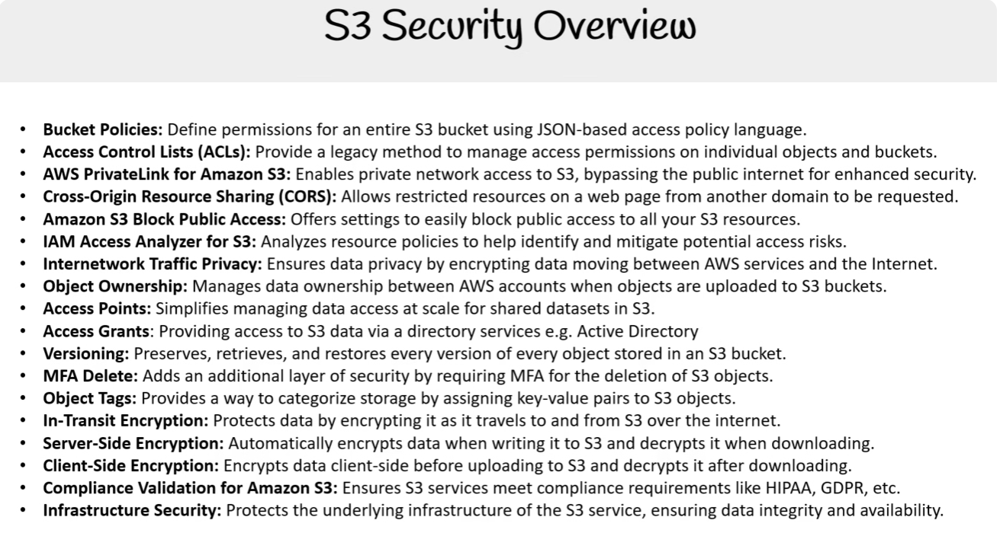 S3 Security Overview
• Bucket Policies: Define permissions for an entire S3 bucket using JSON-based access policy language.
• Access Control Lists (ACLs): Provide a legacy method to manage access permissions on individual objects and buckets.
• AWS PrivateLink for Amazon S3: Enables private network access to S3, bypassing the public internet for enhanced security.
• Cross-Origin Resource Sharing (CORS): Allows restricted resources on a web page from another domain to be requested.
• Amazon S3 Block Public Access: Offers settings to easily block public access to all your S3 resources.
• IAM Access Analyzer for S3: Analyzes resource policies to help identify and mitigate potential access risks.
• Internetwork Traffic Privacy: Ensures data privacy by encrypting data moving between AWS services and the Internet.
• Object Ownership: Manages data ownership between AWS accounts when objects are uploaded to S3 buckets.
• Access Points: Simplifies managing data access at scale for shared datasets in S3.
• Access Grants: Providing access to S3 data via a directory services e.g. Active Directory
• Versioning: Preserves, retrieves, and restores every version of every object stored in an S3 bucket.
• MFA Delete: Adds an additional layer of security by requiring MFA for the deletion of S3 objects.
• Object Tags: Provides a way to categorize storage by assigning key-value pairs to S3 objects.
• In-Transit Encryption: Protects data by encrypting it as it travels to and from S3 over the internet.
• Server-Side Encryption: Automatically encrypts data when writing it to S3 and decrypts it when downloading.
• Client-Side Encryption: Encrypts data client-side before uploading to S3 and decrypts it after downloading.
• Compliance Validation for Amazon S3: Ensures S3 services meet compliance requirements like HIPAA, GDPR, etc.
• Infrastructure Security: Protects the underlying infrastructure of the S3 service, ensuring data integrity and availability.